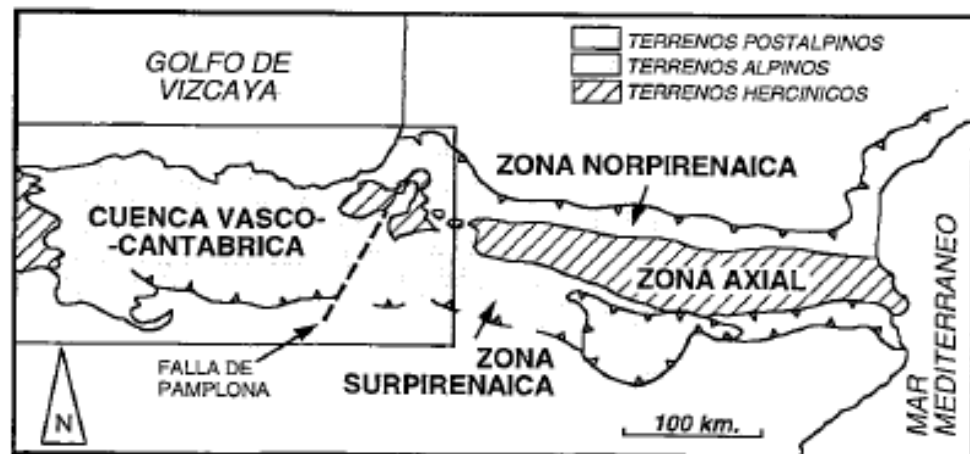 GOLFO DE
VIZCAYA
TERRENOS POSTALPINOS
TERRENOS ALPINOS
TERRENOS HERCINICOS
ZONA NORPIRENAICA
CUENCA VASCO-
-CANTABRICA
ZONA AXIAL
FALLA DE
PAMPLONA
ZONA
SURPIRENAICA
MAR
MEDITERRANEO
N
100 km.